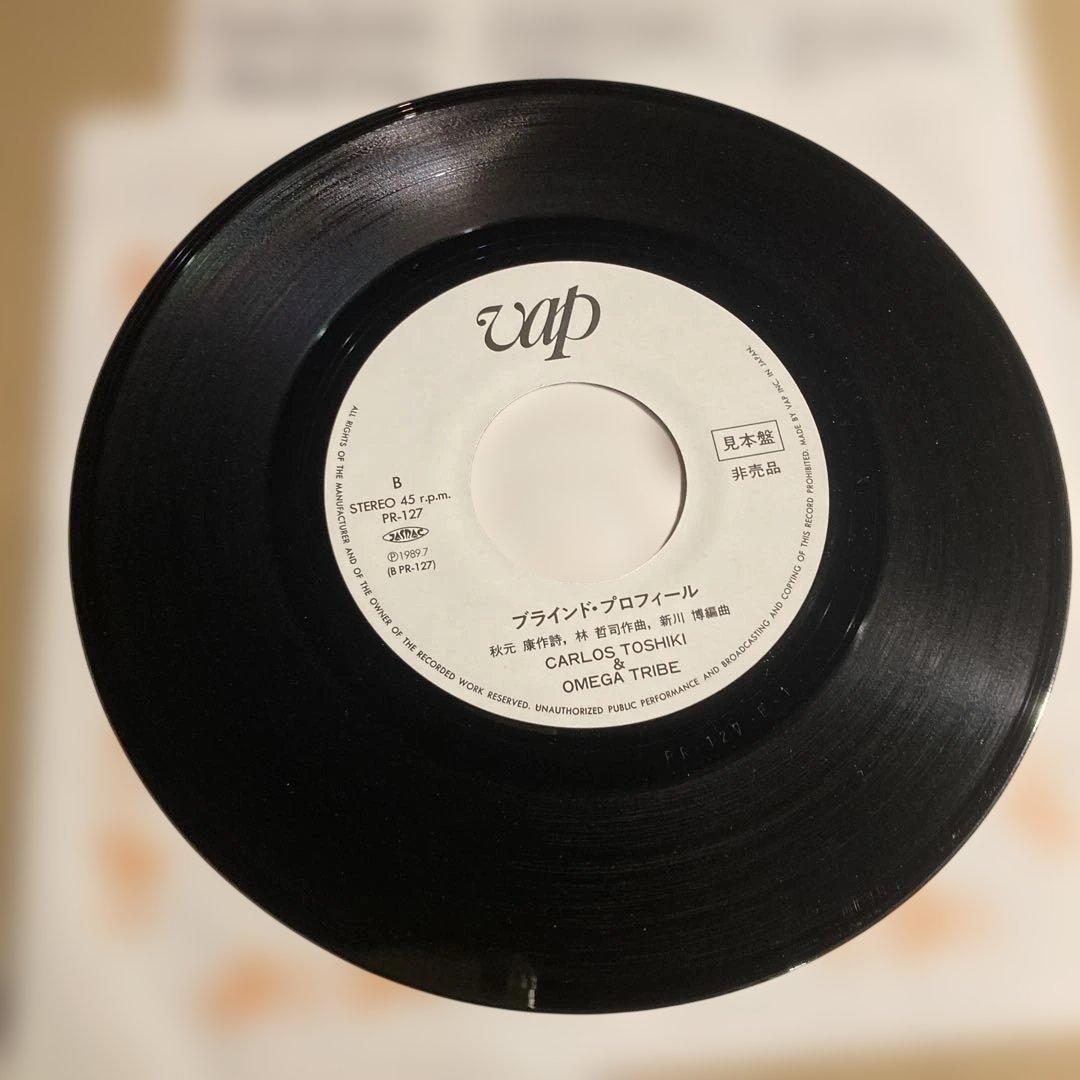 vap
見本盤
非売品
B
STEREO 45 r.p.m.
PR-127
JASRAC
Ⓟ1989.7
(B PR-127)
ブラインド・プロフィール
秋元 康作詩, 林 哲司作曲, 新川 博編曲
CARLOS TOSHIKI
&
OMEGA TRIBE
ALL RIGHTS OF THE MANUFACTURER AND OF THE OWNER OF THE RECORDED WORK RESERVED. UNAUTHORIZED PUBLIC PERFORMANCE AND BROADCASTING AND COPYING OF THIS RECORD PROHIBITED. MADE BY VAP INC. IN JAPAN.
PR-127-B-1